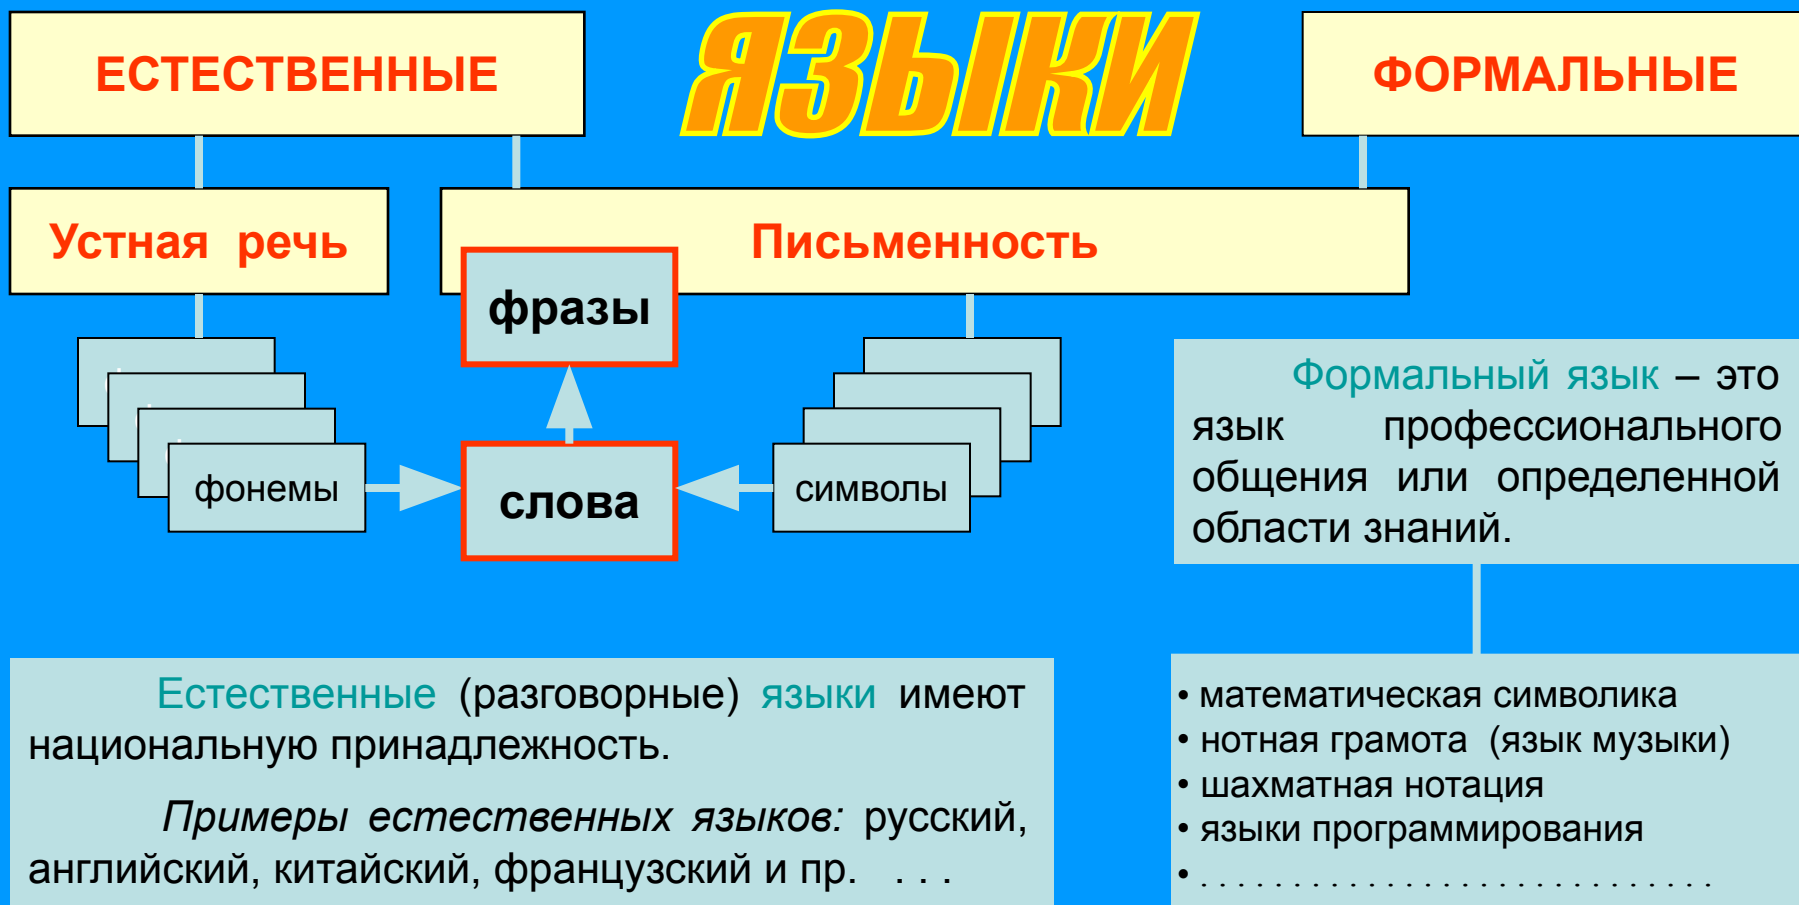 ЯЗЫКИ
ЕСТЕСТВЕННЫЕ
ФОРМАЛЬНЫЕ
Устная речь
Письменность
фразы
фонемы
слова
символы
Формальный язык – это
язык профессионального
общения или определенной
области знаний.
Естественные (разговорные) языки имеют
национальную принадлежность.
Примеры естественных языков: русский,
английский, китайский, французский и пр. . . .
• математическая символика
• нотная грамота (язык музыки)
• шахматная нотация
• языки программирования
• . . . . . . . . . . . . . . . . . . . . . . . . . . . .